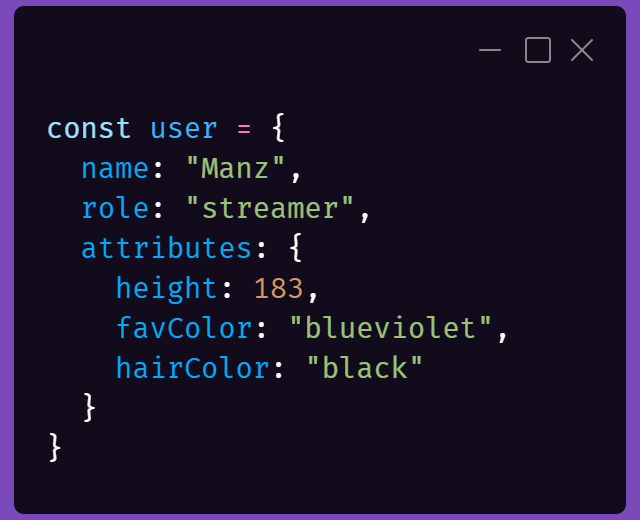 const user = {
  name: "Manz",
  role: "streamer",
  attributes: {
    height: 183,
    favColor: "blueviolet",
    hairColor: "black"
  }
}